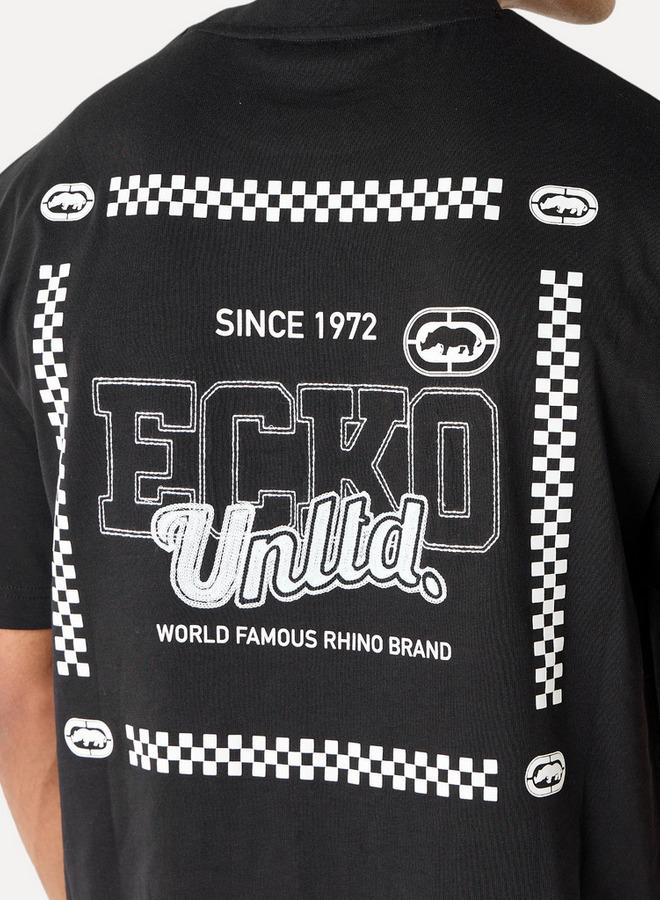 SINCE 1972
ECKO
Unltd.
WORLD FAMOUS RHINO BRAND